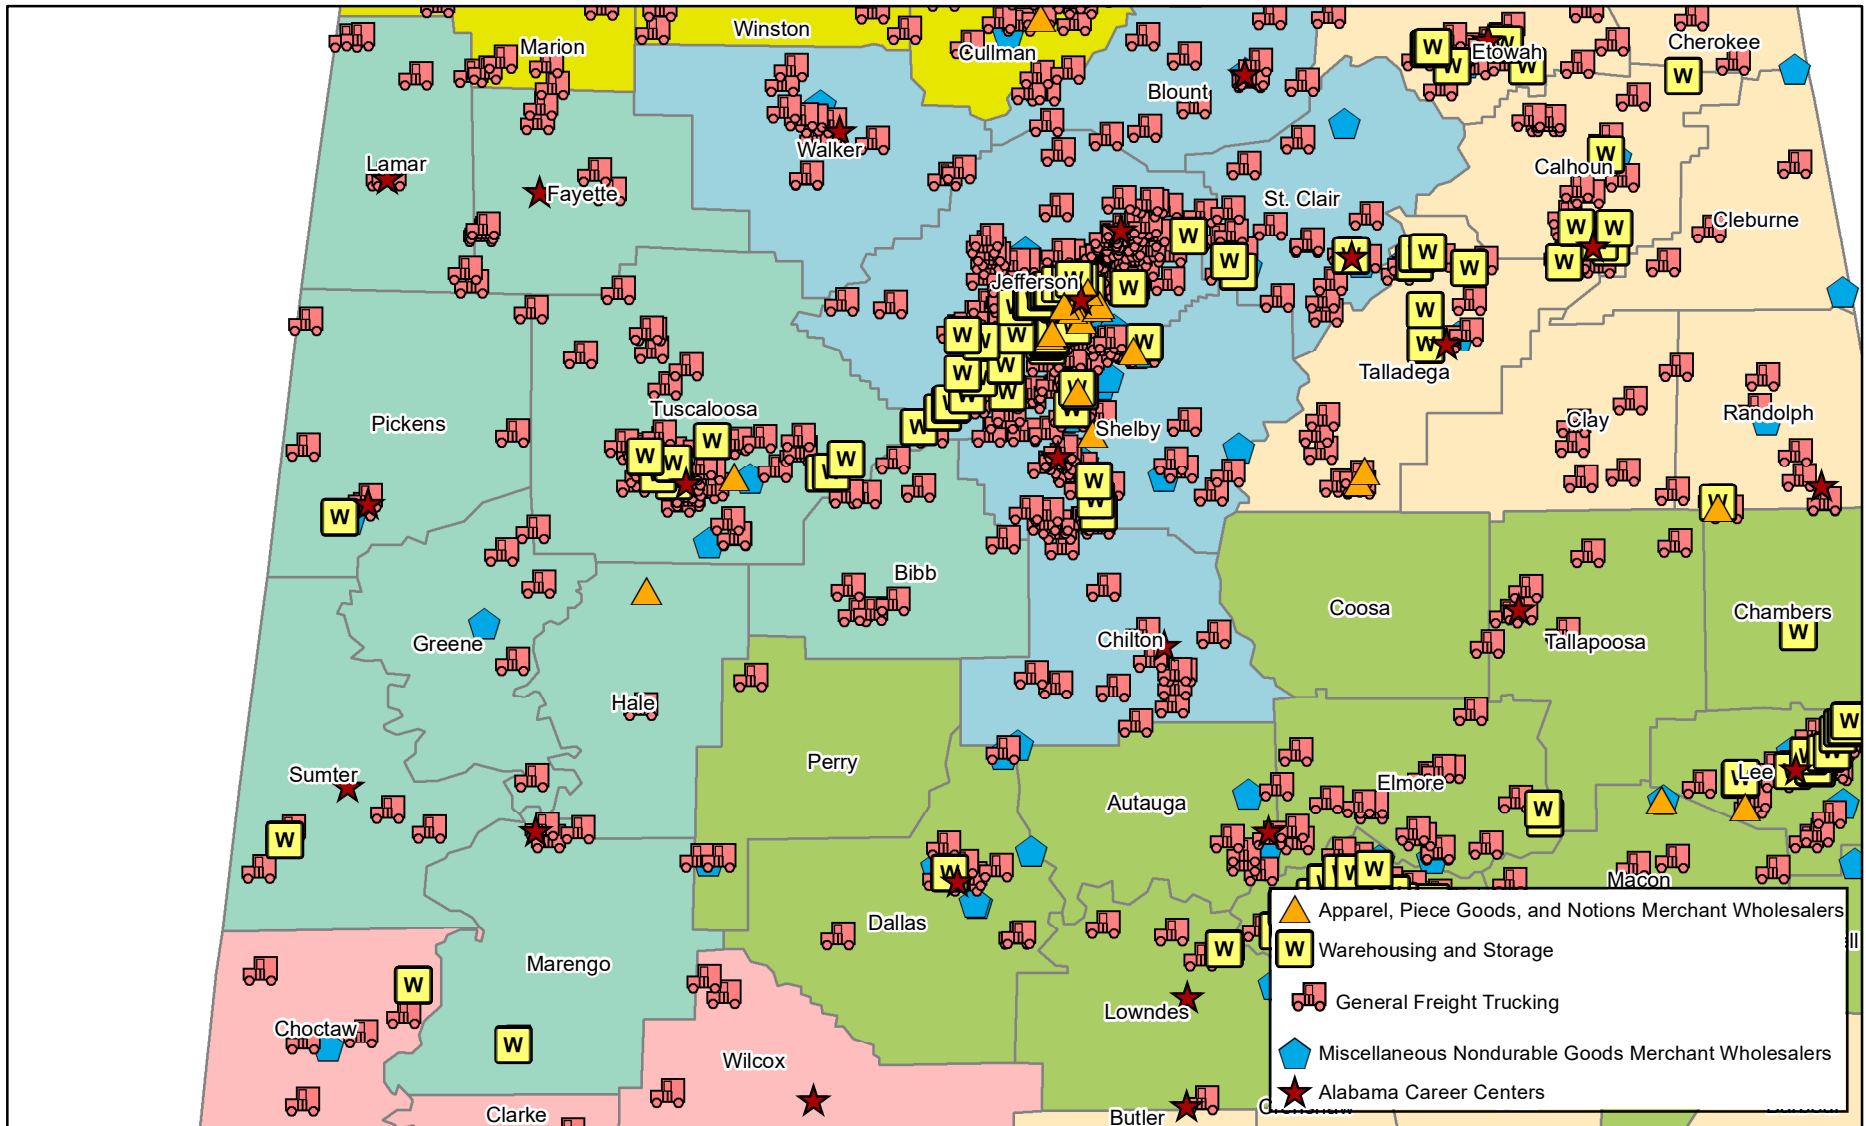 Winston
Marion
Cullman
Etowah
Cherokee
Blount
Walker
Lamar
Fayette
Calhoun
St. Clair
Cleburne
Jefferson
Talladega
Tuscaloosa
Pickens
Shelby
Clay
Randolph
Bibb
Coosa
Chambers
Greene
Chilton
Tallapoosa
Hale
Perry
Sumter
Lee
Elmore
Autauga
Macon
Dallas
Marengo
Lowndes
Choctaw
Wilcox
Clarke
Butler
W
Apparel, Piece Goods, and Notions Merchant Wholesalers
W Warehousing and Storage
General Freight Trucking
Miscellaneous Nondurable Goods Merchant Wholesalers
Alabama Career Centers